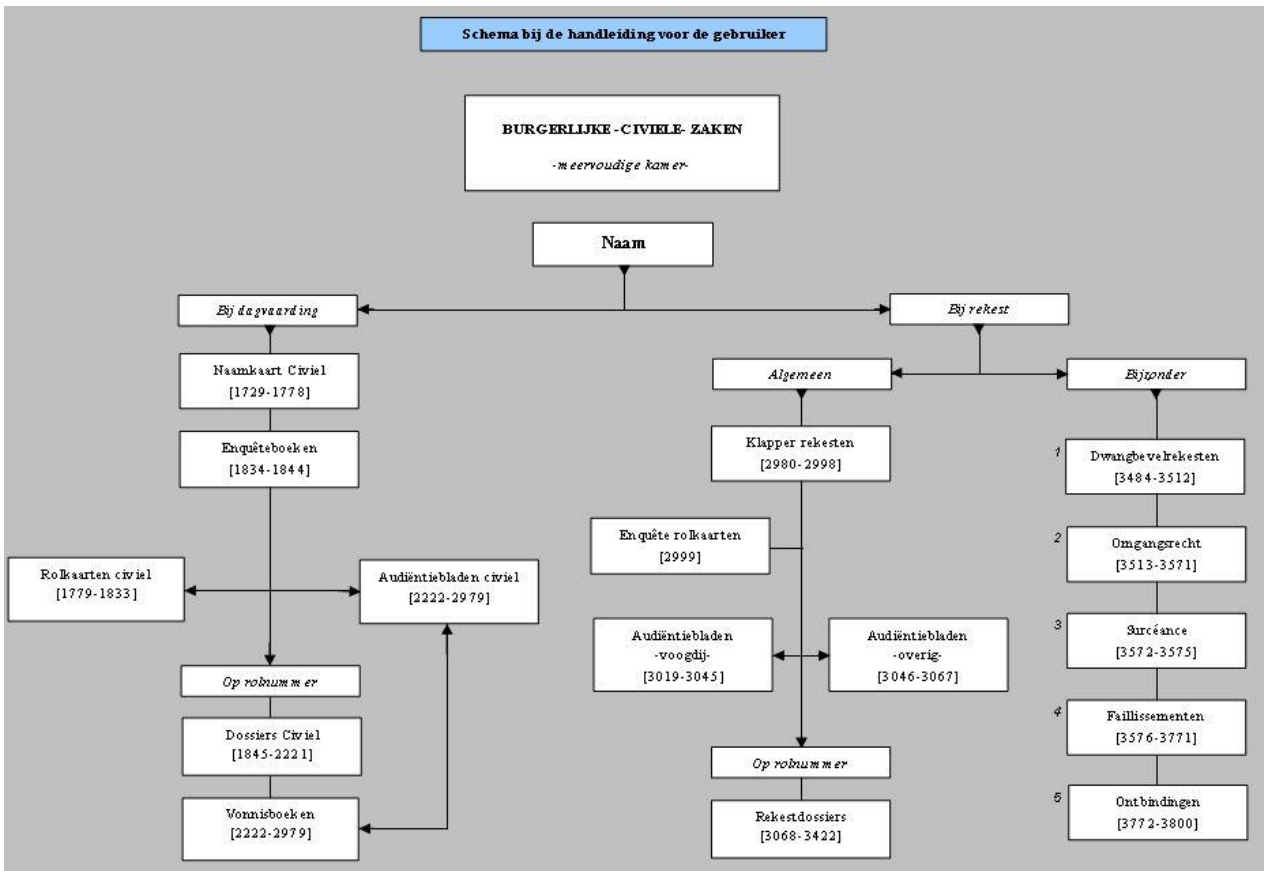 Schema bij de handleiding voor de gebruiker
BURGERLIJKE - CIVIELE- ZAKEN
-meervoudige kamer-
Naam
Bij dagvaarding
Naamkaart Civiel
[1729-1778]
Enquêteboeken
[1834-1844]
Rolkaarten civiel
[1779-1833]
Audiëntiebladen civiel
[2222-2979]
Op rolnummer
Dossiers Civiel
[1845-2221]
Vonnisboeken
[2222-2979]
Bij rekest
Algemeen
Klapper rekesten
[2980-2998]
Enquête rolkaarten
[2999]
Audiëntiebladen
-voogdij-
[3019-3045]
Audiëntiebladen
-overig-
[3046-3067]
Op rolnummer
Rekestdossiers
[3068-3422]
Bijzonder
1
Dwangbevelrekesten
[3484-3512]
2
Omgangsrecht
[3513-3571]
3
Surcéance
[3572-3575]
4
Faillissementen
[3576-3771]
5
Ontbindingen
[3772-3800]